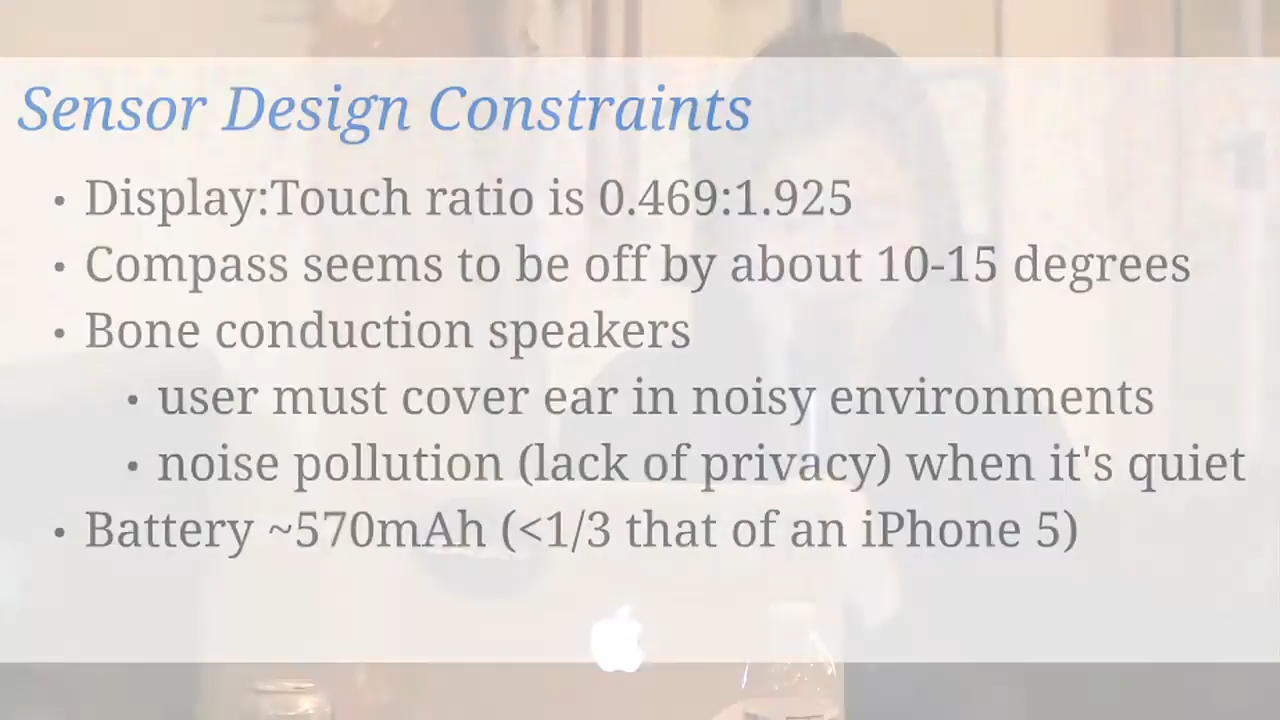 Sensor Design Constraints
• Display:Touch ratio is 0.469:1.925
• Compass seems to be off by about 10-15 degrees
• Bone conduction speakers
• user must cover ear in noisy environments
• noise pollution (lack of privacy) when it's quiet
• Battery ~570mAh (<1/3 that of an iPhone 5)